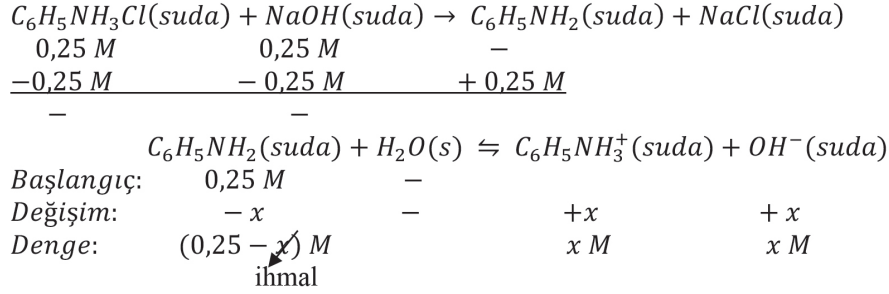 C₆H₅NH₃Cl(suda) + NaOH(suda) → C₆H₅NH₂(suda) + NaCl(suda)
0,25 M 0,25 M −
−0,25 M − 0,25 M + 0,25 M
− −
C₆H₅NH₂(suda) + H₂O(s) ⇋ C₆H₅NH₃⁺(suda) + OH⁻(suda)
Başlangıç: 0,25 M −
Değişim: − x − +x + x
Denge: (0,25 − x) M x M x M
ihmal